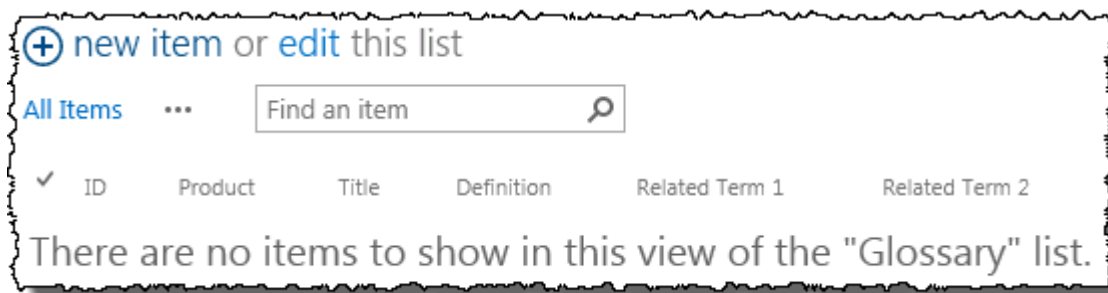 new item or edit this list
All Items ... Find an item
ID Product Title Definition Related Term 1 Related Term 2
There are no items to show in this view of the "Glossary" list.